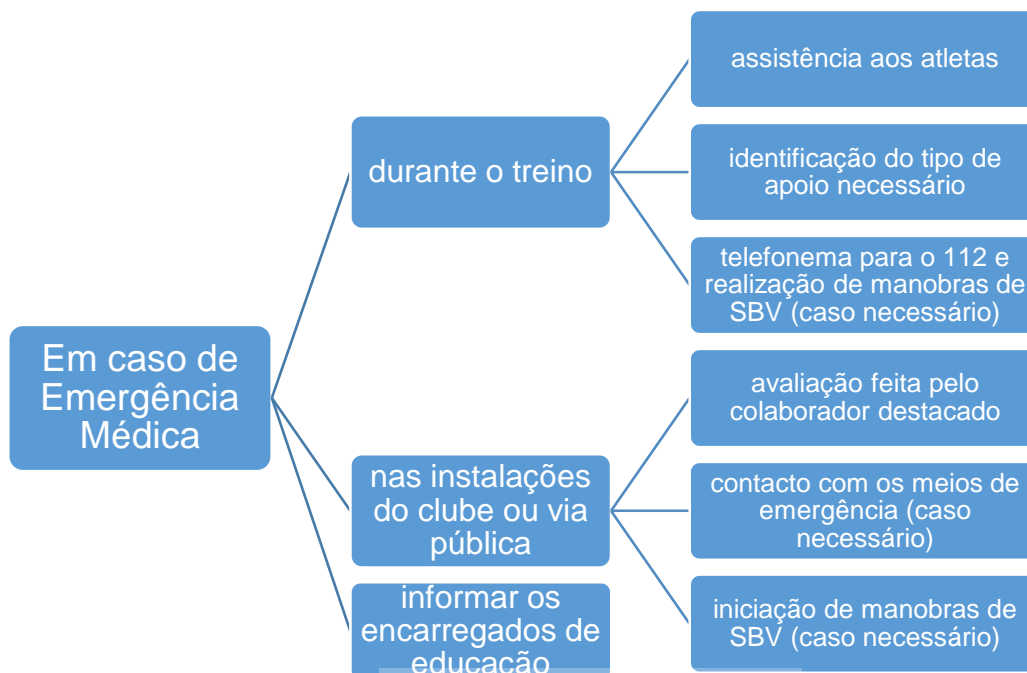 Em caso de
Emergência
Médica
durante o treino
assistência aos atletas
identificação do tipo de
apoio necessário
telefonema para o 112 e
realização de manobras de
SBV (caso necessário)
nas instalações
do clube ou via
pública
avaliação feita pelo
colaborador destacado
contacto com os meios de
emergência (caso
necessário)
iniciação de manobras de
SBV (caso necessário)
informar os
encarregados de
educação